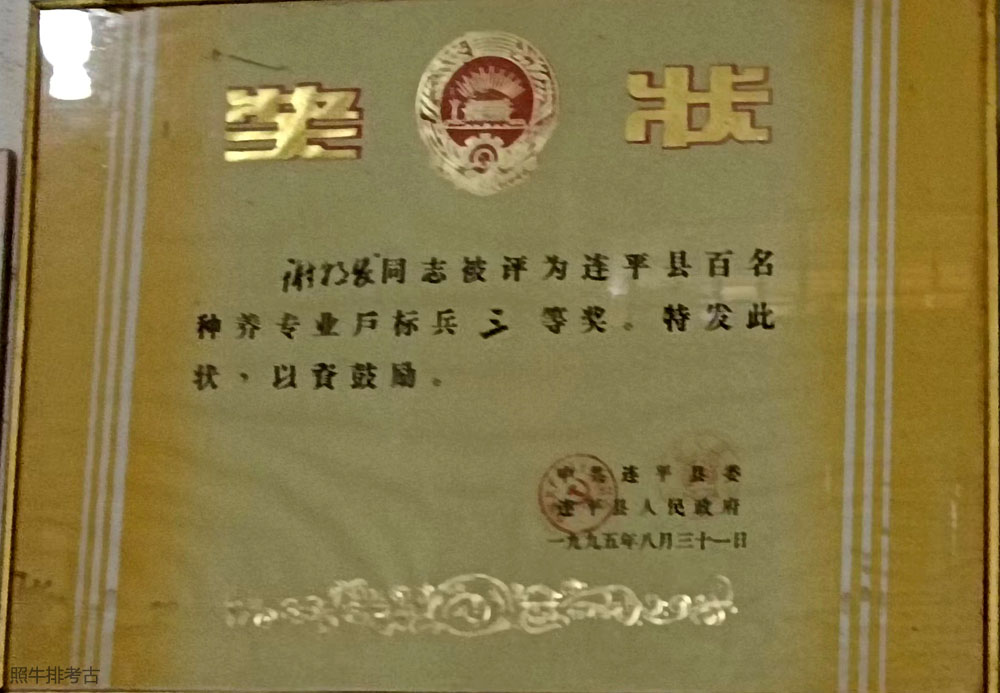 奖状
谢 发同志被评为连平县百名
种养专业户标兵三等奖。特发此
状，以资鼓励。
中共连平县委
连平县人民政府
一九九五年八月三十一日
照牛排考古